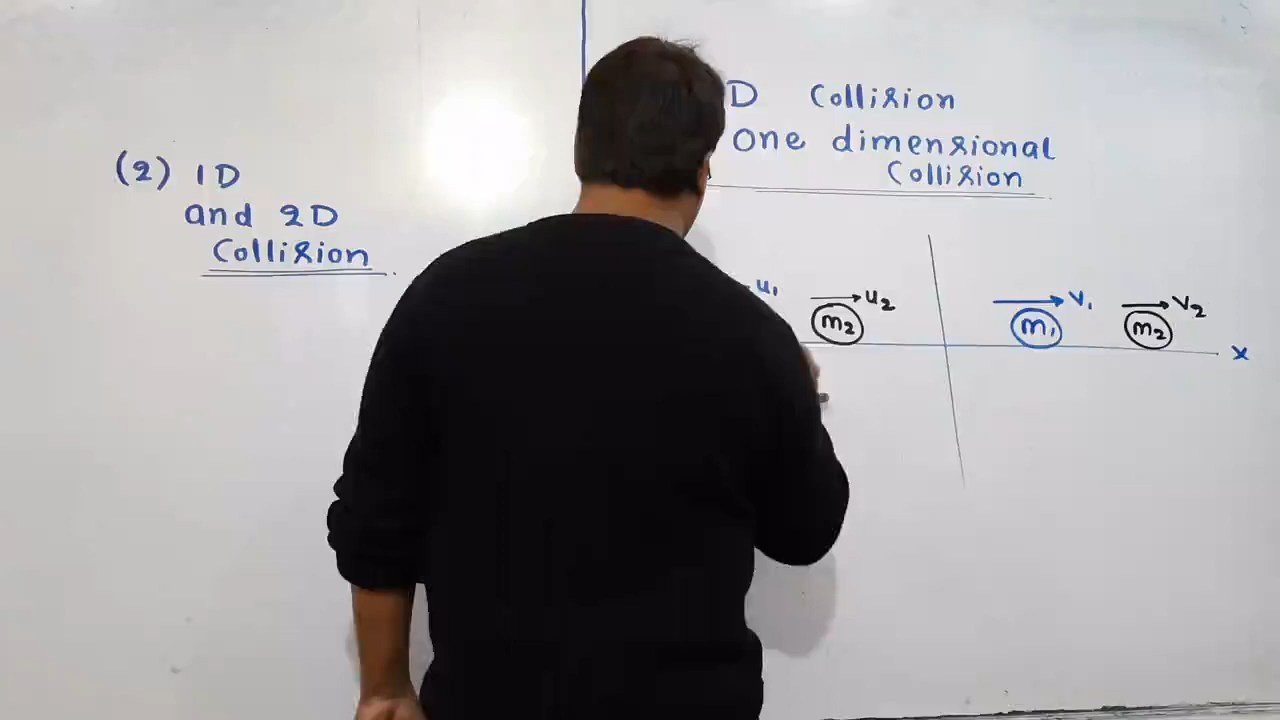 (2) 1D
and 2D
Collision
D Collision
one dimensional
Collision
u₁ u₂ v₁ v₂
m₂ m₁ m₂
x